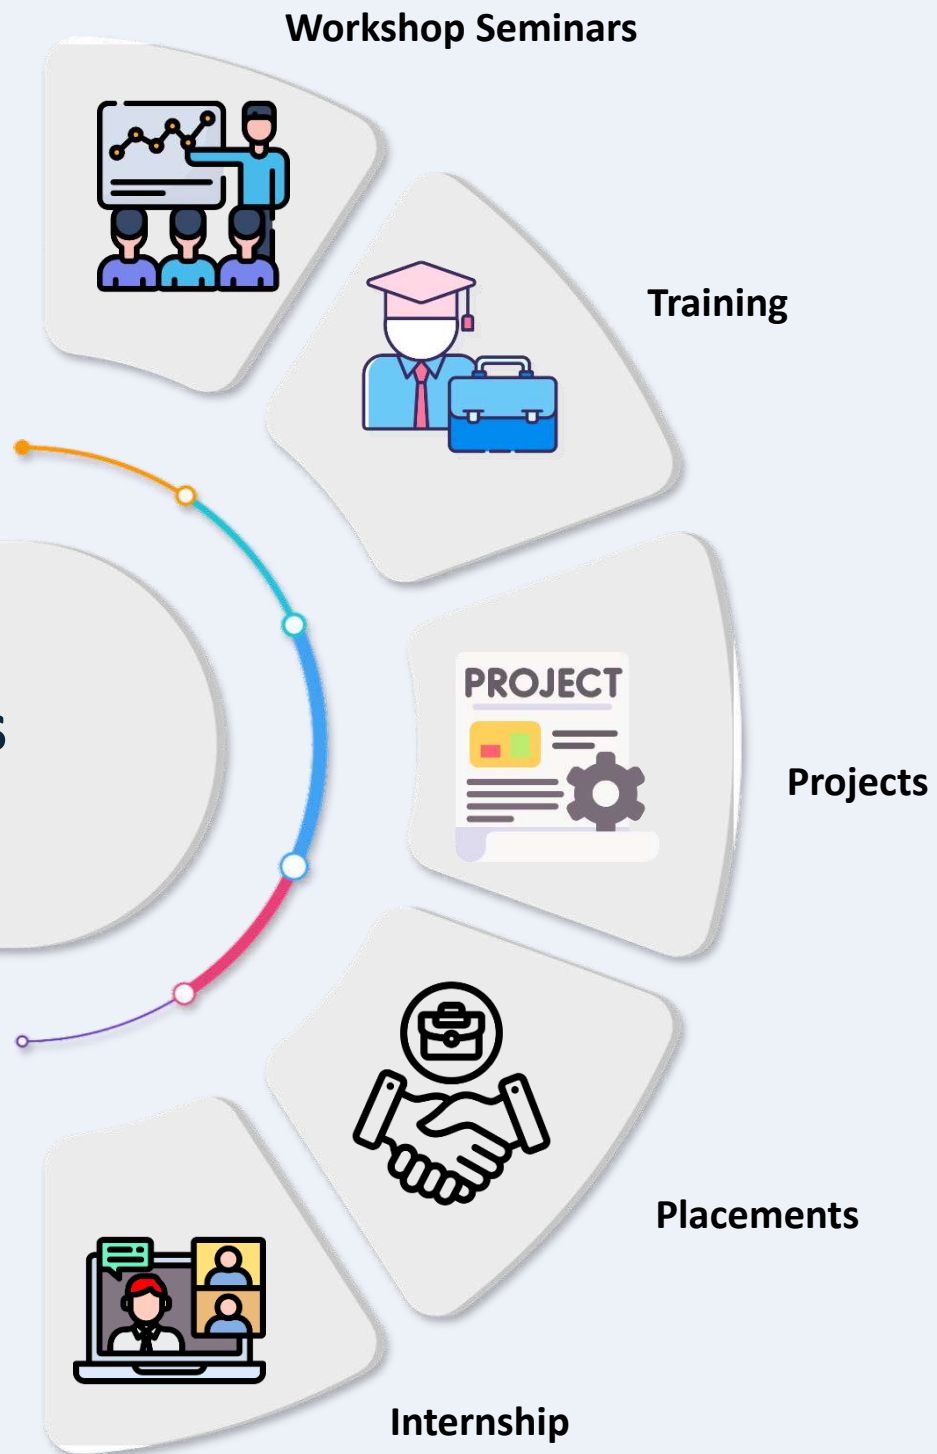 Workshop Seminars
Training
PROJECT
Projects
Placements
Internship